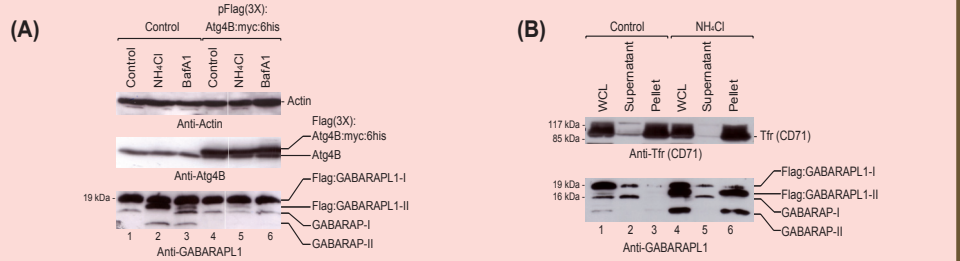 (A)
pFlag(3X):
Control Atg4B:myc:6his
Control NH₄Cl BafA1 Control NH₄Cl BafA1
Actin
Anti-Actin
Flag(3X):
Atg4B:myc:6his
Atg4B
Anti-Atg4B
19 kDa
Flag:GABARAPL1-I
Flag:GABARAPL1-II
GABARAP-I
GABARAP-II
1 2 3 4 5 6
Anti-GABARAPL1
(B)
Control NH₄Cl
WCL Supernatant Pellet WCL Supernatant Pellet
117 kDa
85 kDa
Tfr (CD71)
Anti-Tfr (CD71)
19 kDa
16 kDa
Flag:GABARAPL1-I
Flag:GABARAPL1-II
GABARAP-I
GABARAP-II
1 2 3 4 5 6
Anti-GABARAPL1